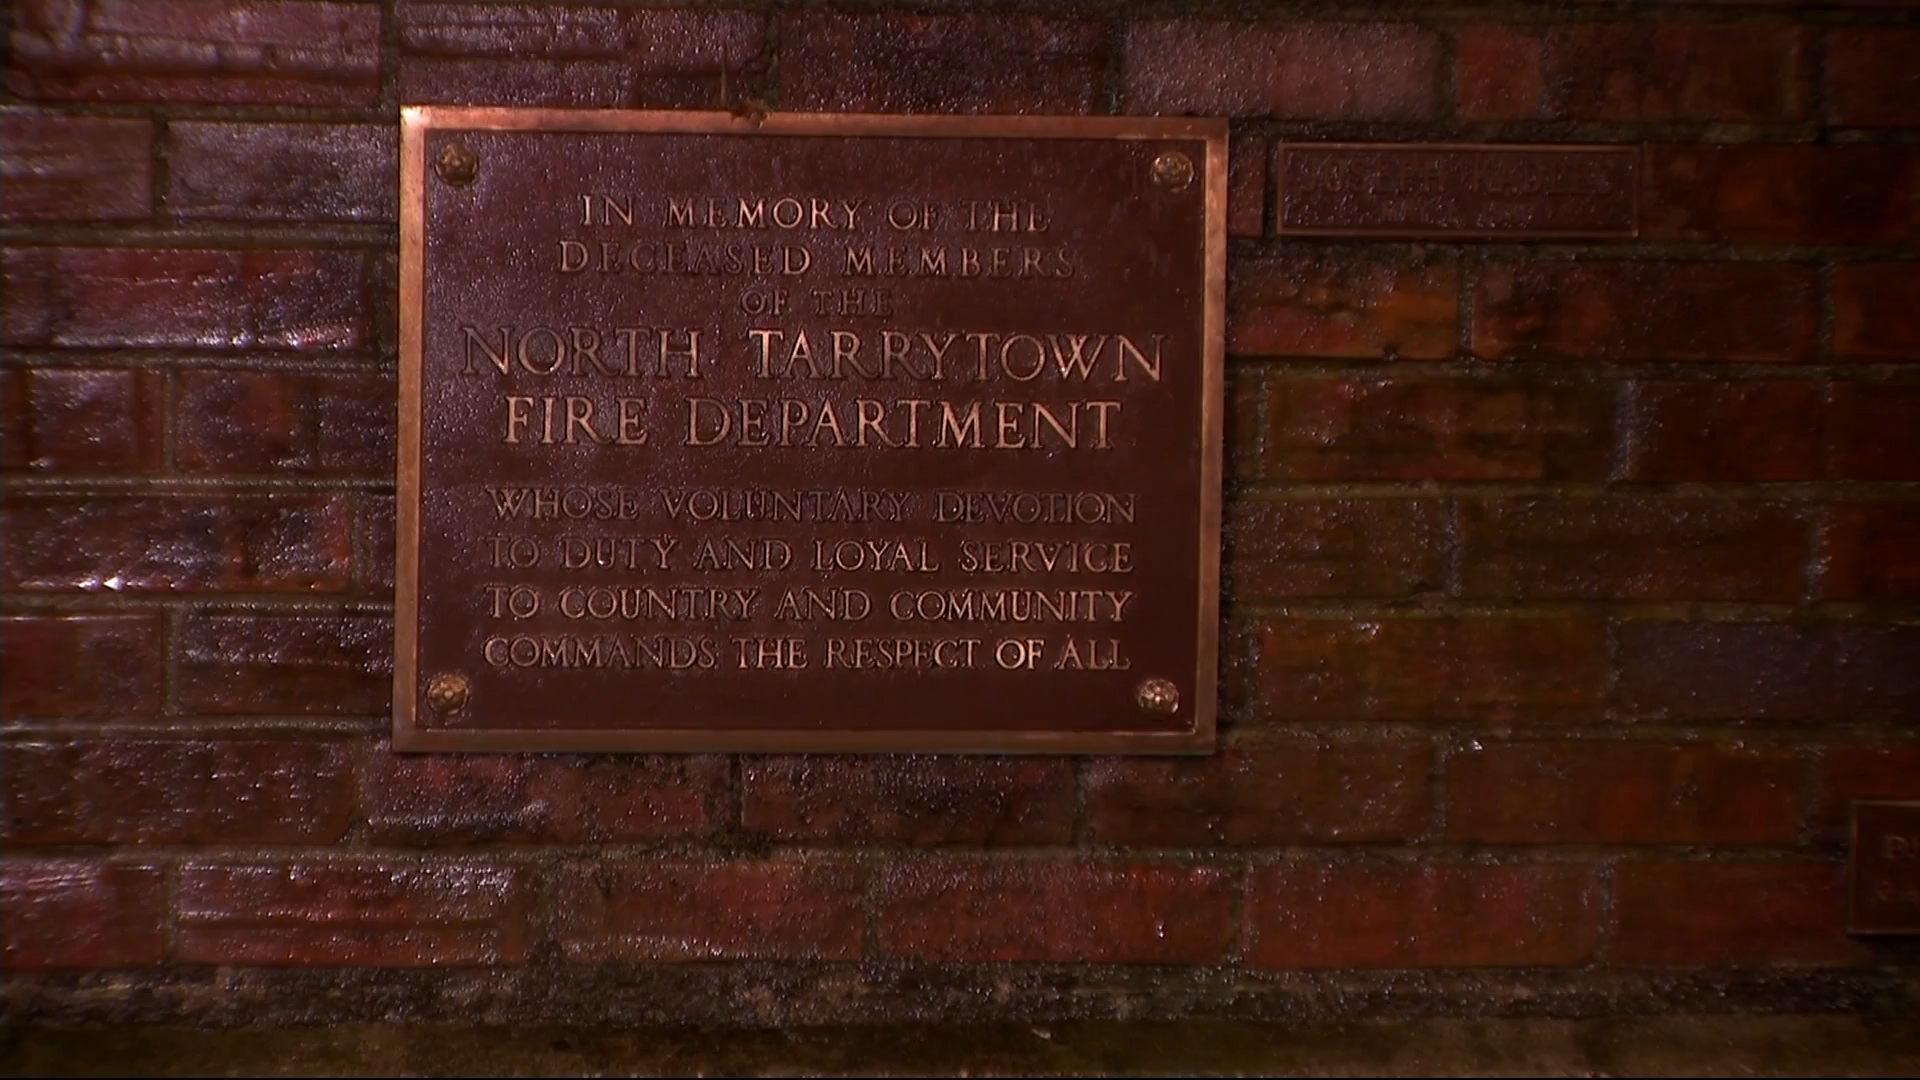 IN MEMORY OF THE
DECEASED MEMBERS
OF THE
NORTH TARRYTOWN
FIRE DEPARTMENT
WHOSE VOLUNTARY DEVOTION
TO DUTY AND LOYAL SERVICE
TO COUNTRY AND COMMUNITY
COMMANDS THE RESPECT OF ALL
JOSEPH